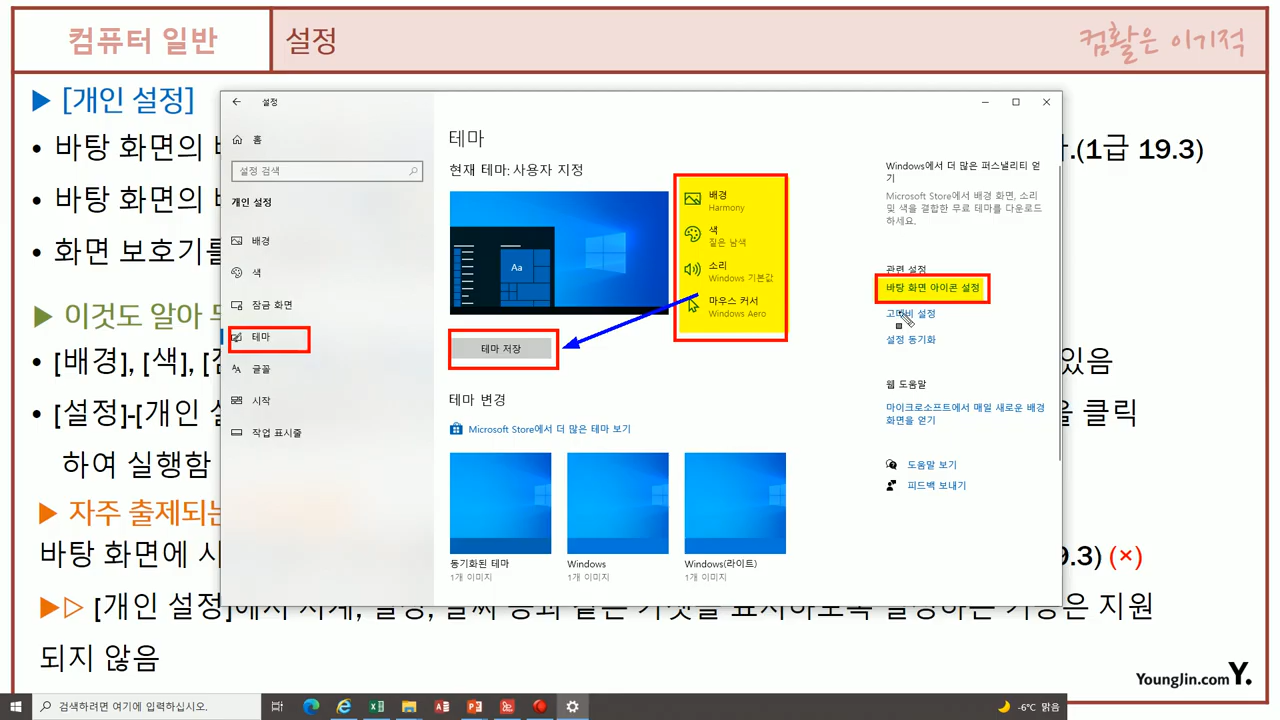 컴퓨터 일반
설정
컴활은 이기적
▶ [개인 설정]
• 바탕 화면의
.(1급 19.3)
• 바탕 화면의
• 화면 보호기를
▶ 이것도 알아
• [배경], [색],
있음
• [설정]-[개인
클릭
하여 실행함
▶ 자주 출제되는
바탕 화면에
9.3) (×)
▶▷ [개인 설정]에서 시계, 일정, 날씨 등과 같은 가젯을 표시하도록 설정하는 기능은 지원
되지 않음
YoungJin.com Y.
설정
홈
설정 검색
개인 설정
배경
색
잠금 화면
테마
글꼴
시작
작업 표시줄
테마
현재 테마: 사용자 지정
Aa
배경
Harmony
색
짙은 남색
소리
Windows 기본값
마우스 커서
Windows Aero
테마 저장
테마 변경
Microsoft Store에서 더 많은 테마 보기
동기화된 테마
1개 이미지
Windows
1개 이미지
Windows(라이트)
1개 이미지
Windows에서 더 많은 퍼스낼리티 얻
기
Microsoft Store에서 배경 화면, 소리
및 색을 결합한 무료 테마를 다운로드
하세요.
관련 설정
바탕 화면 아이콘 설정
고대비 설정
설정 동기화
웹 도움말
마이크로소프트에서 매일 새로운 배경
화면을 얻기
도움말 보기
피드백 보내기
검색하려면 여기에 입력하십시오.
-6°C 맑음